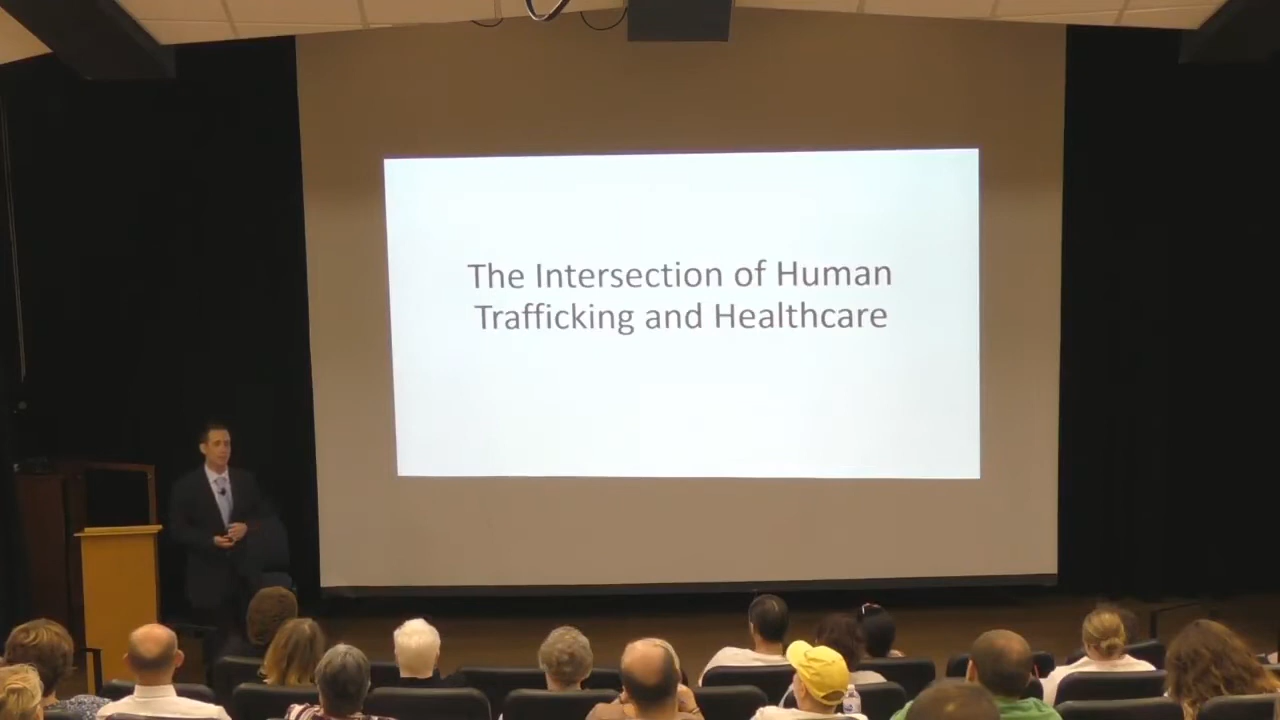 The Intersection of Human
Trafficking and Healthcare